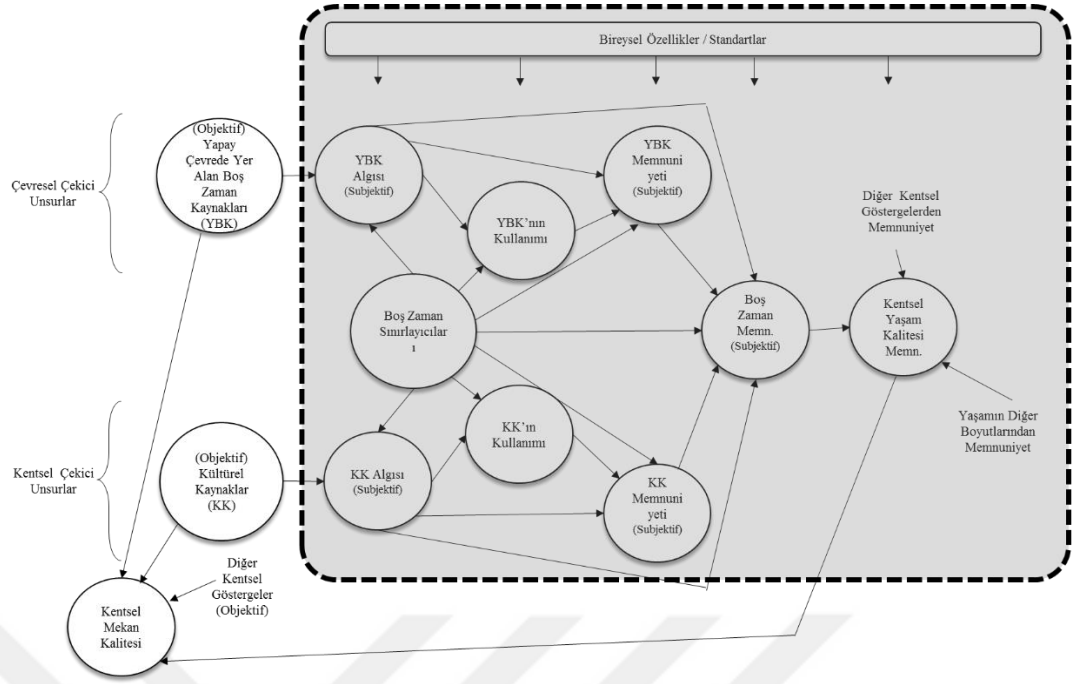 Bireysel Özellikler / Standartlar
Çevresel Çekici
Unsurlar
(Objektif)
Yapay
Çevrede Yer
Alan Boş
Zaman
Kaynakları
(YBK)
YBK
Algısı
(Subjektif)
YBK'nın
Kullanımı
YBK
Memnuni
yeti
(Subjektif)
Diğer Kentsel
Göstergelerden
Memnuniyet
Boş Zaman
Sınırlayıcılar
ı
Boş
Zaman
Memn.
(Subjektif)
Kentsel
Yaşam
Kalitesi
Memn.
Yaşamın Diğer
Boyutlarından
Memnuniyet
Kentsel Çekici
Unsurlar
(Objektif)
Kültürel
Kaynaklar
(KK)
KK Algısı
(Subjektif)
KK'ın
Kullanımı
KK
Memnuni
yeti
(Subjektif)
Diğer
Kentsel
Göstergeler
(Objektif)
Kentsel
Mekan
Kalitesi